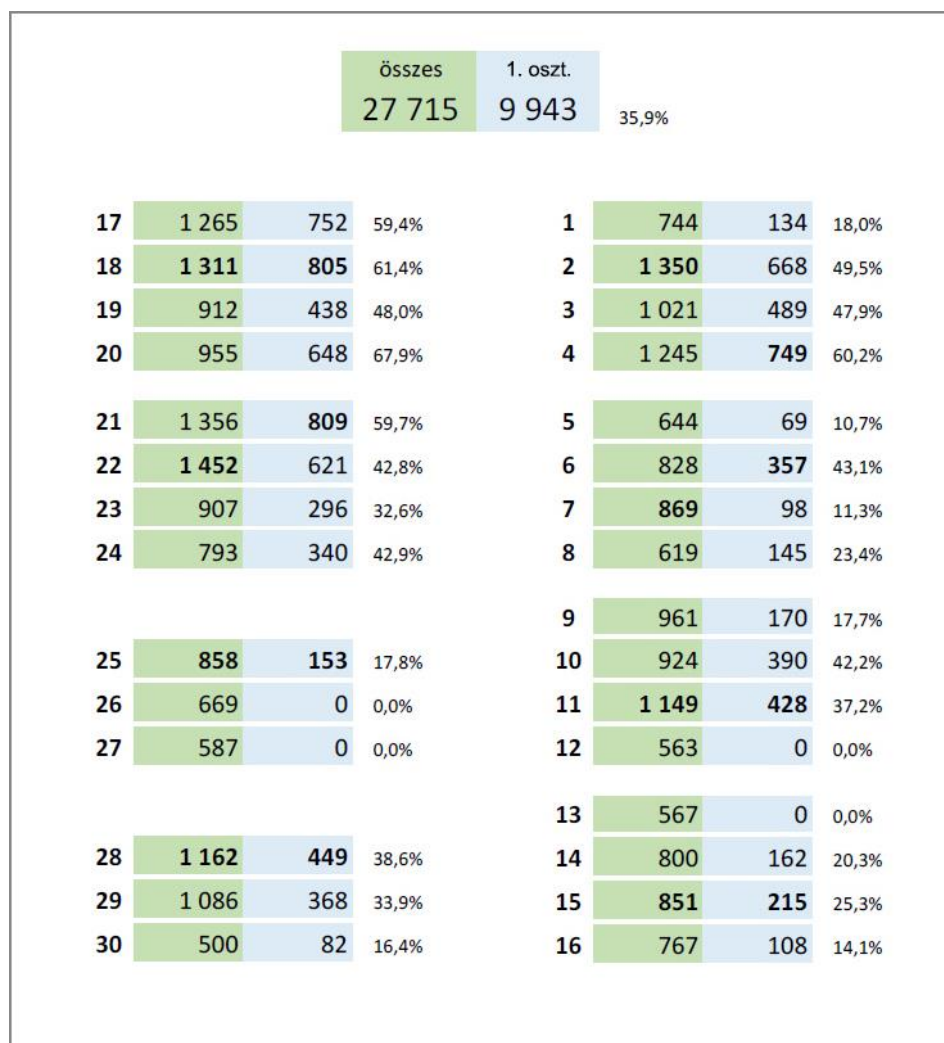 összes 1. oszt.
27 715 9 943 35,9%
17 1 265 752 59,4% 1 744 134 18,0%
18 1 311 805 61,4% 2 1 350 668 49,5%
19 912 438 48,0% 3 1 021 489 47,9%
20 955 648 67,9% 4 1 245 749 60,2%
21 1 356 809 59,7% 5 644 69 10,7%
22 1 452 621 42,8% 6 828 357 43,1%
23 907 296 32,6% 7 869 98 11,3%
24 793 340 42,9% 8 619 145 23,4%
9 961 170 17,7%
25 858 153 17,8% 10 924 390 42,2%
26 669 0 0,0% 11 1 149 428 37,2%
27 587 0 0,0% 12 563 0 0,0%
13 567 0 0,0%
28 1 162 449 38,6% 14 800 162 20,3%
29 1 086 368 33,9% 15 851 215 25,3%
30 500 82 16,4% 16 767 108 14,1%